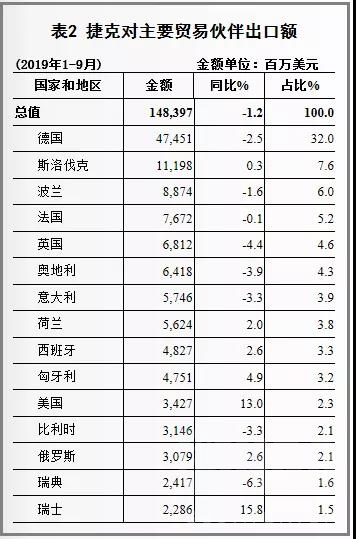 表2 捷克对主要贸易伙伴出口额
(2019年1-9月) 金额单位：百万美元
国家和地区 金额 同比% 占比%
总值 148,397 -1.2 100.0
德国 47,451 -2.5 32.0
斯洛伐克 11,198 0.3 7.6
波兰 8,874 -1.6 6.0
法国 7,672 -0.1 5.2
英国 6,812 -4.4 4.6
奥地利 6,418 -3.9 4.3
意大利 5,746 -3.3 3.9
荷兰 5,624 2.0 3.8
西班牙 4,827 2.6 3.3
匈牙利 4,751 4.9 3.2
美国 3,427 13.0 2.3
比利时 3,146 -3.3 2.1
俄罗斯 3,079 2.6 2.1
瑞典 2,417 -6.3 1.6
瑞士 2,286 15.8 1.5